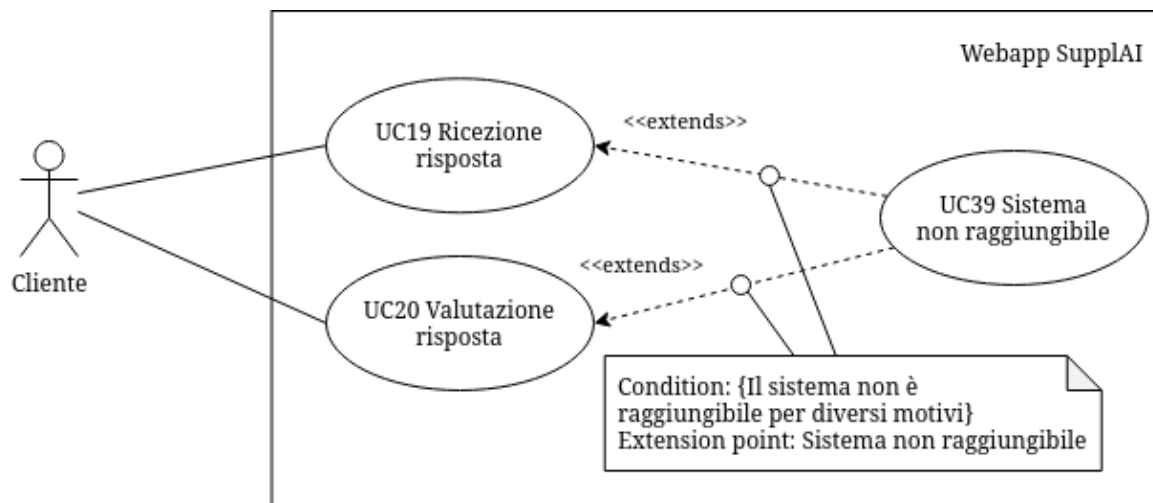 Webapp SupplAI
UC19 Ricezione
risposta
<<extends>>
UC39 Sistema
non raggiungibile
Cliente
<<extends>>
UC20 Valutazione
risposta
Condition: {Il sistema non è
raggiungibile per diversi motivi}
Extension point: Sistema non raggiungibile